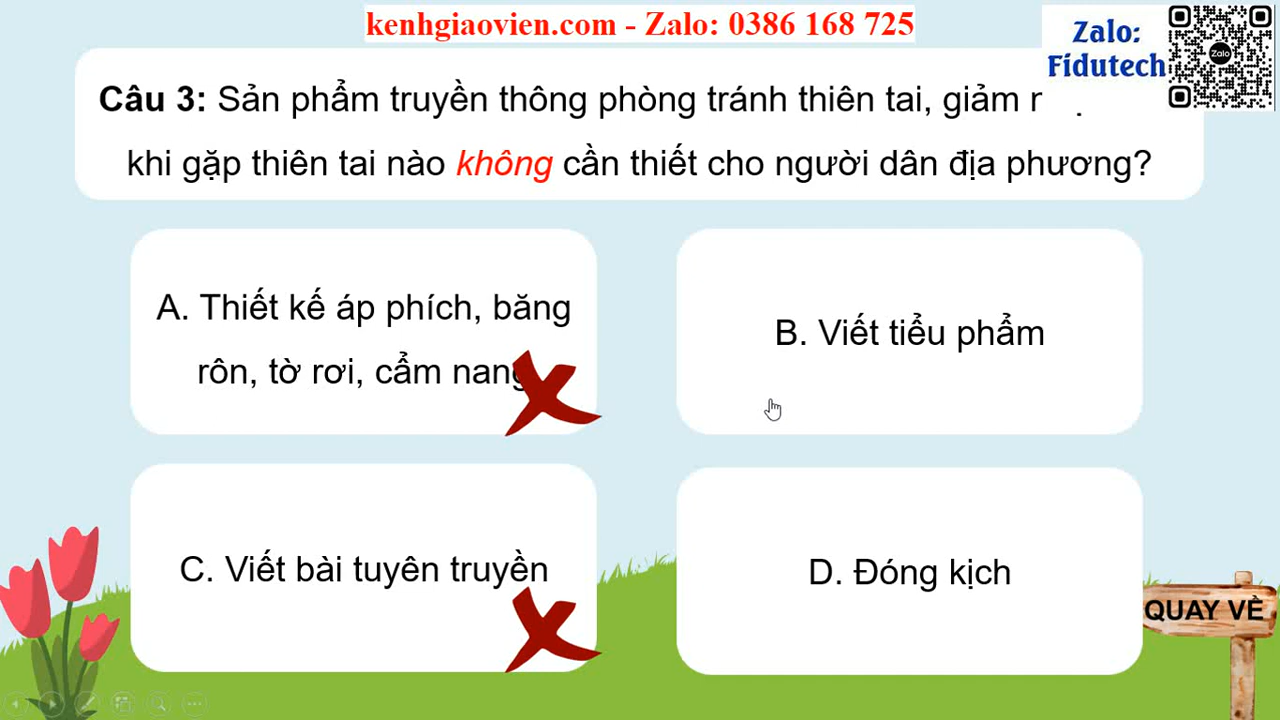 kenhgiaovien.com - Zalo: 0386 168 725
Zalo:
Fidutech
Zalo
Câu 3: Sản phẩm truyền thông phòng tránh thiên tai, giảm
khi gặp thiên tai nào không cần thiết cho người dân địa phương?
A. Thiết kế áp phích, băng
rôn, tờ rơi, cẩm nang
B. Viết tiểu phẩm
C. Viết bài tuyên truyền
D. Đóng kịch
QUAY VỀ